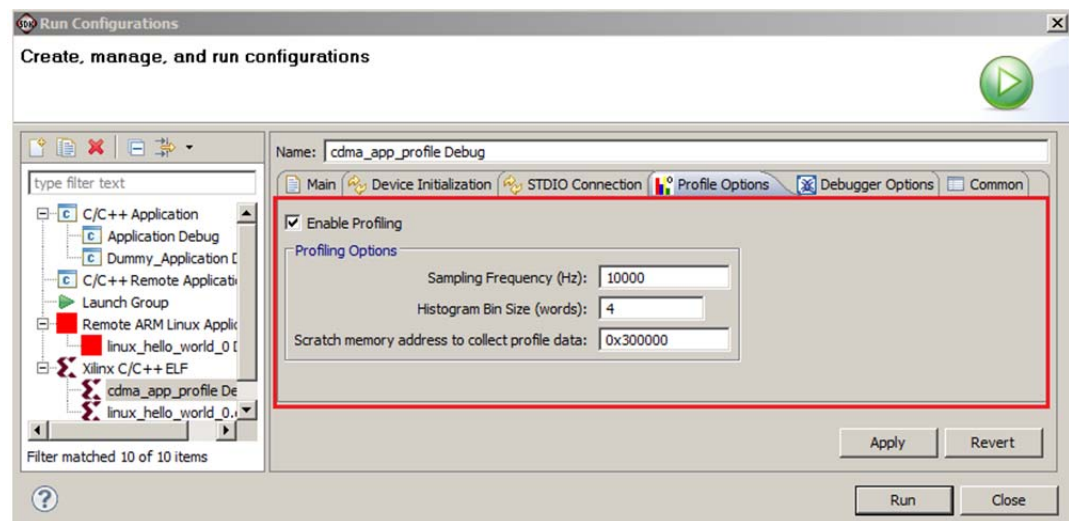 SDK Run Configurations
Create, manage, and run configurations
type filter text
C/C++ Application
Application Debug
Dummy_Application D
C/C++ Remote Applicati
Launch Group
Remote ARM Linux Applic
linux_hello_world_0 D
Xilinx C/C++ ELF
cdma_app_profile De
linux_hello_world_0.
Filter matched 10 of 10 items
Name: cdma_app_profile Debug
Main Device Initialization STDIO Connection Profile Options Debugger Options Common
Enable Profiling
Profiling Options
Sampling Frequency (Hz): 10000
Histogram Bin Size (words): 4
Scratch memory address to collect profile data: 0x300000
Apply Revert
? Run Close